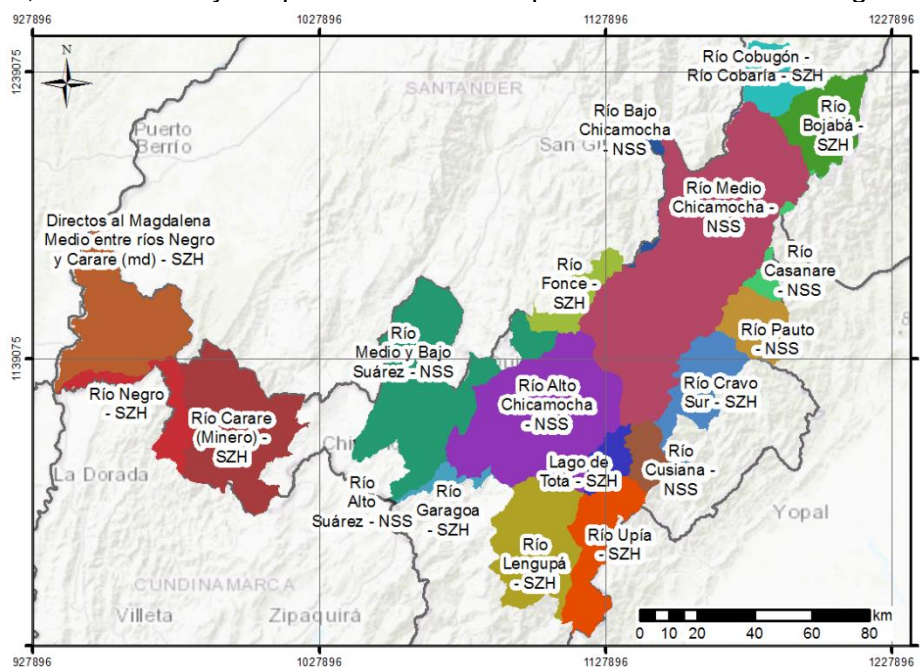 927896 1027896 1127896 1227896
1239075
N
SANTANDER
Río Cobugón -
Río Cobaría - SZH
Río
Bojabá -
SZH
Río Bajo
Chicamocha
- NSS
Puerto
Berrío
San Gil
Río Medio
Chicamocha -
NSS
Directos al Magdalena
Medio entre ríos Negro
y Carare (md) - SZH
Río
Fonce -
SZH
Río
Casanare -
NSS
Río Pauto -
NSS
1139075
Río
Medio y Bajo
Suárez - NSS
Río Negro
- SZH
Río Carare
(Minero) -
SZH
Río Alto
Chicamocha
- NSS
Río Cravo
Sur - SZH
La Dorada
Lago de
Tota - SZH
Río
Cusiana -
NSS
Río
Alto
Suárez - NSS
Río
Garagoa -
SZH
Yopal
Río Upía
- SZH
Río
Lengupá
- SZH
CUNDINAMARCA
Villeta
Zipaquirá
km
0 10 20 40 60 80
927896 1027896 1127896 1227896